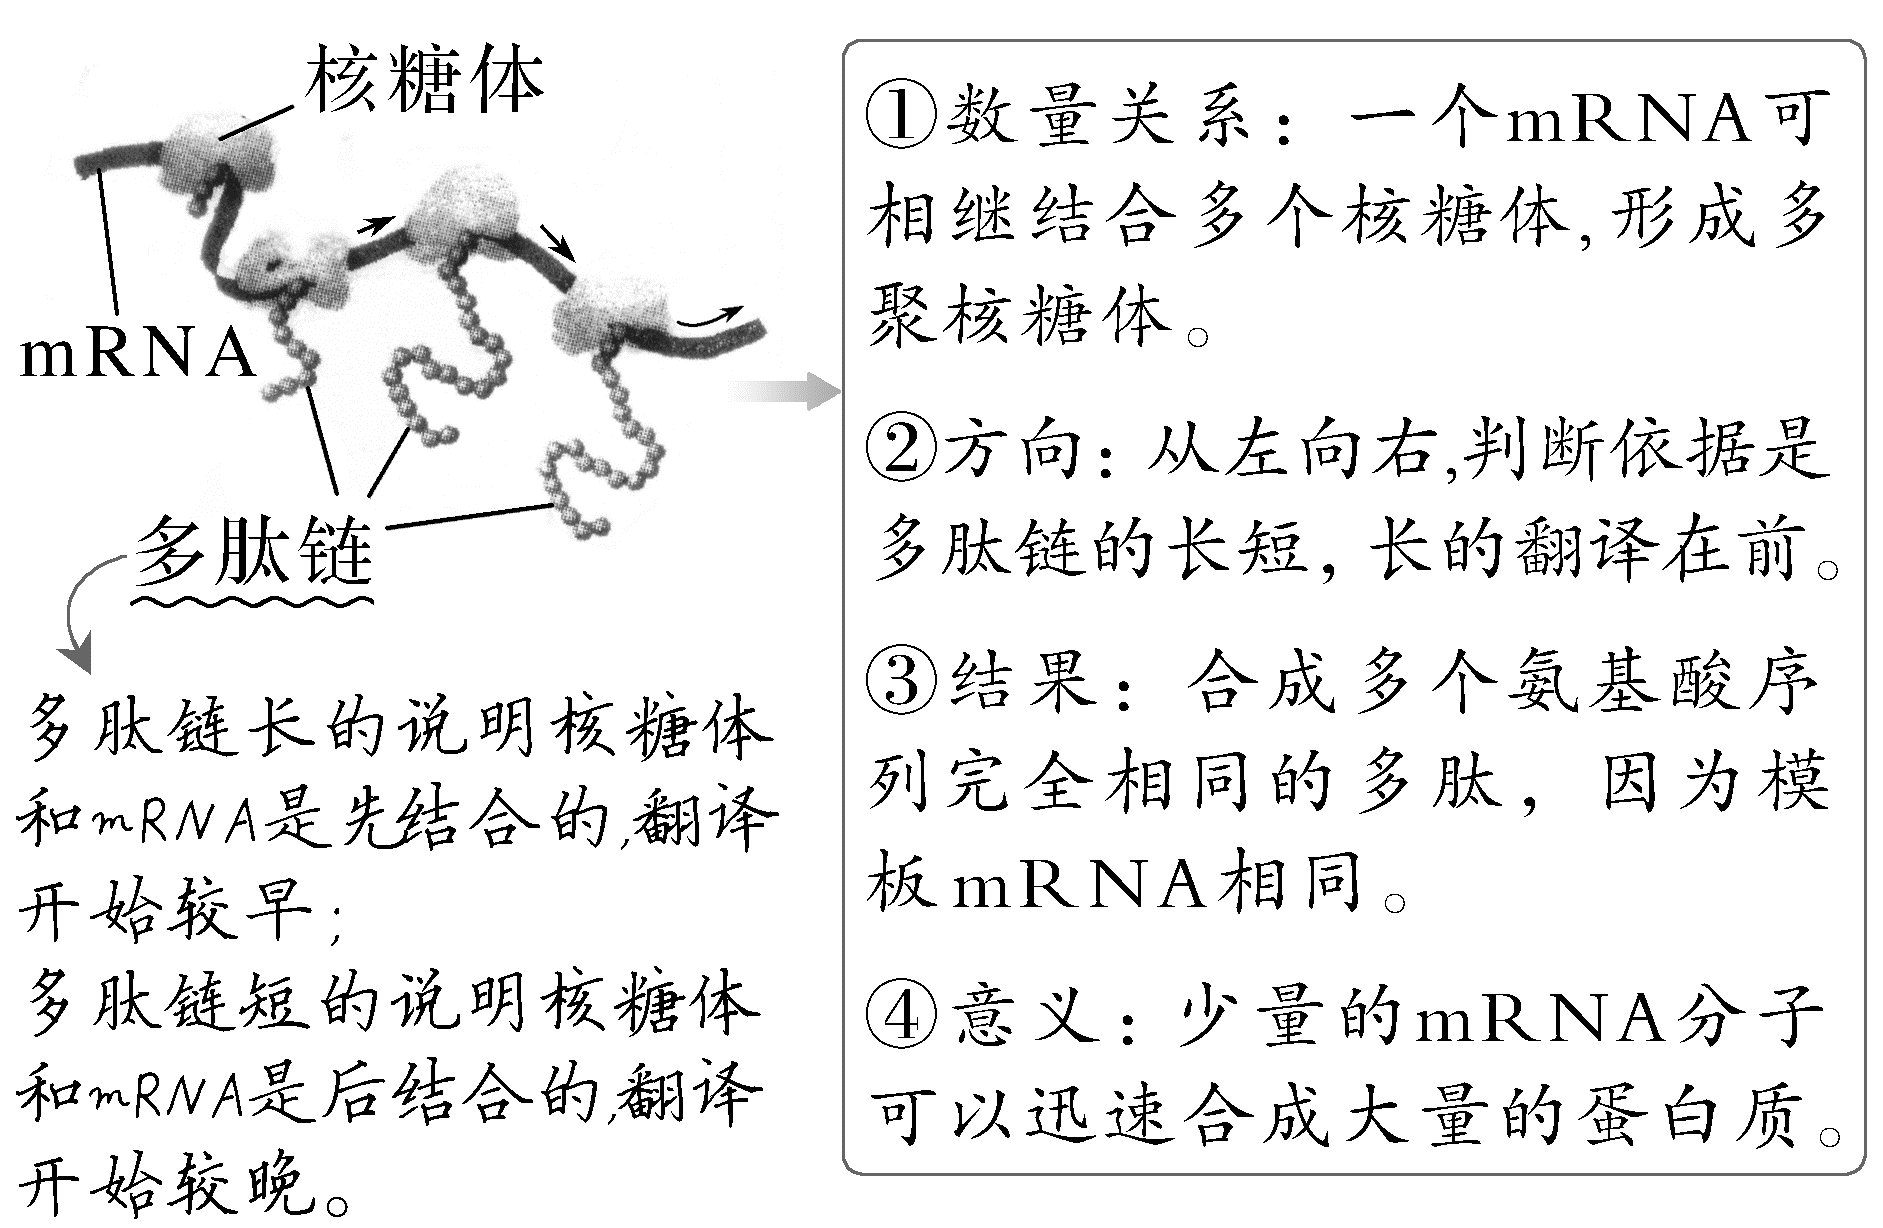 核糖体
mRNA
多肽链
多肽链长的说明核糖体
和mRNA是先结合的,翻译
开始较早;
多肽链短的说明核糖体
和mRNA是后结合的,翻译
开始较晚。
①数量关系：一个mRNA可
相继结合多个核糖体,形成多
聚核糖体。
②方向：从左向右,判断依据是
多肽链的长短,长的翻译在前。
③结果：合成多个氨基酸序
列完全相同的多肽,因为模
板mRNA相同。
④意义：少量的mRNA分子
可以迅速合成大量的蛋白质。